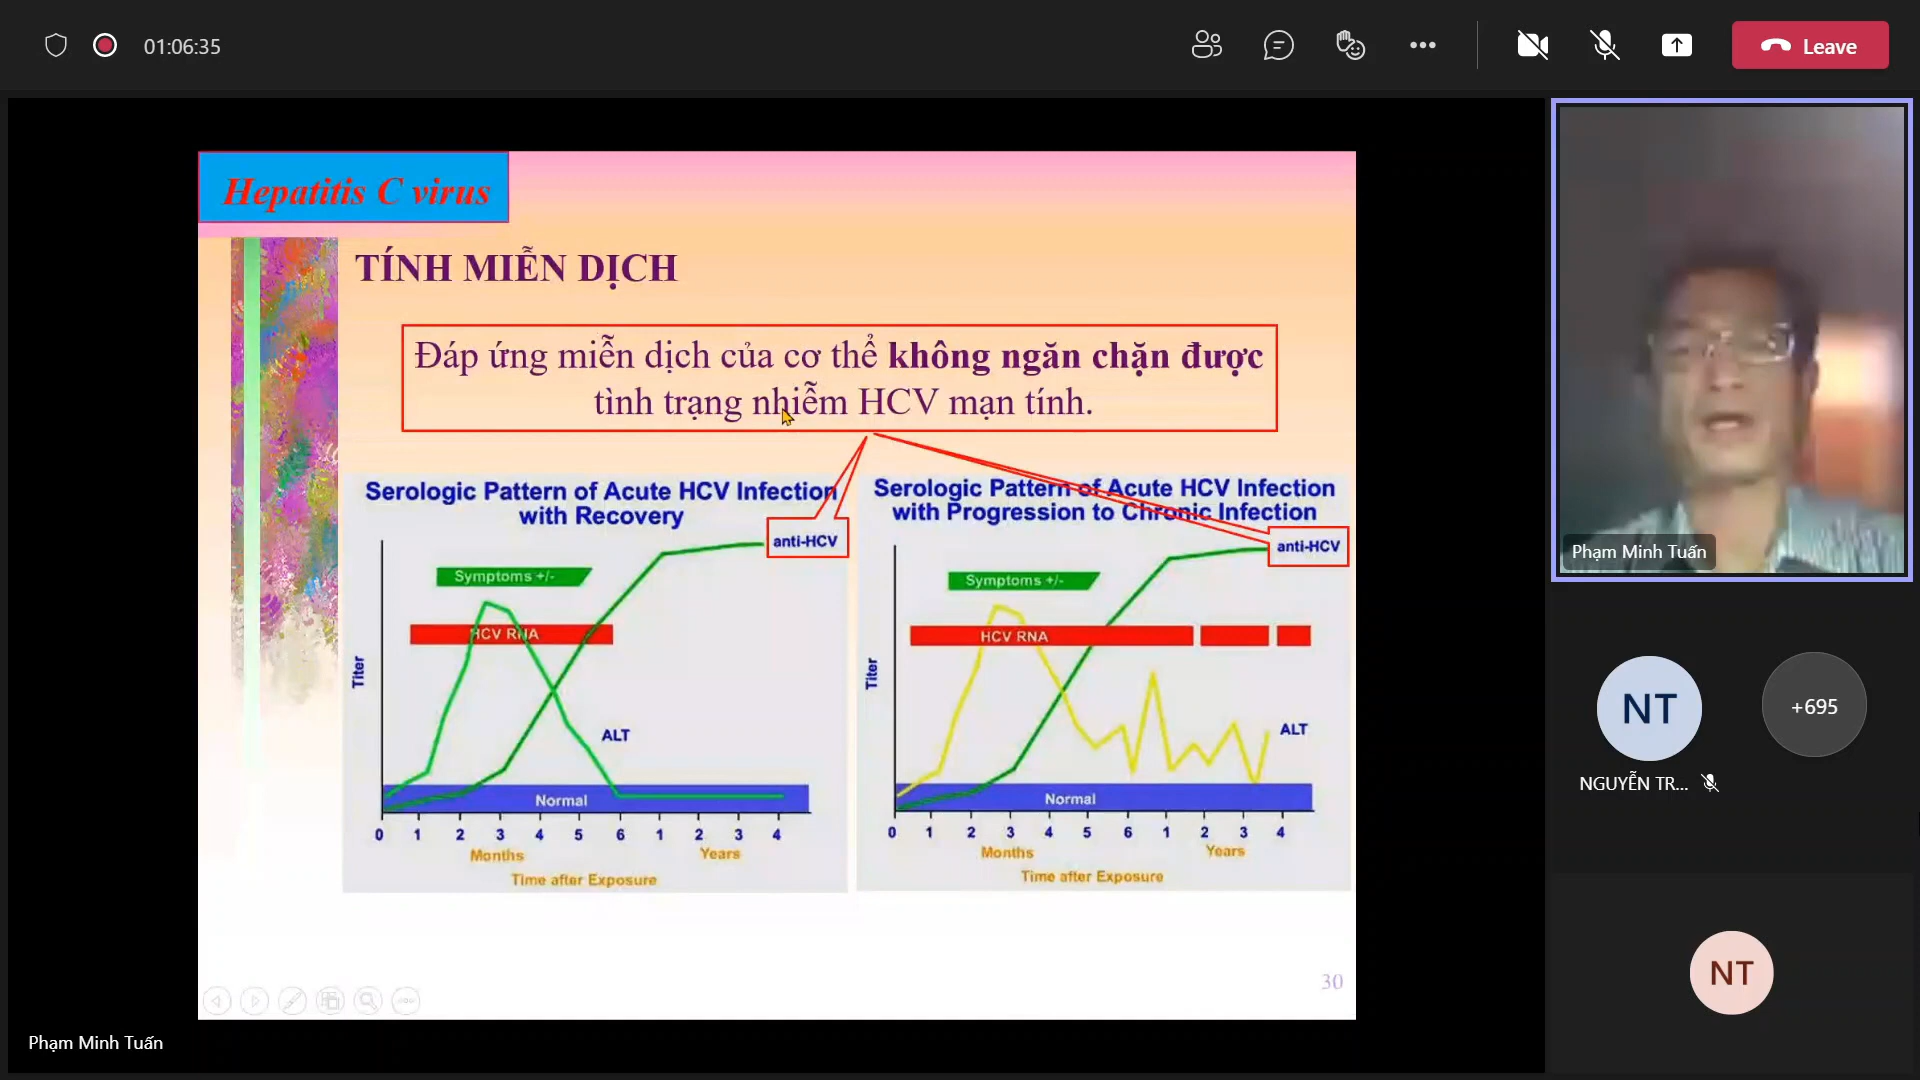 01:06:35
Leave
Hepatitis C virus
TÍNH MIỄN DỊCH
Đáp ứng miễn dịch của cơ thể không ngăn chặn được
tình trạng nhiễm HCV mạn tính.
Serologic Pattern of Acute HCV Infection
with Recovery
anti-HCV
Symptoms +/-
HCV RNA
Titer
ALT
Normal
0 1 2 3 4 5 6 1 2 3 4
Months Years
Time after Exposure
Serologic Pattern of Acute HCV Infection
with Progression to Chronic Infection
anti-HCV
Symptoms +/-
HCV RNA
Titer
ALT
Normal
0 1 2 3 4 5 6 1 2 3 4
Months Years
Time after Exposure
30
Phạm Minh Tuấn
Phạm Minh Tuấn
NT
+695
NGUYỄN TR...
NT